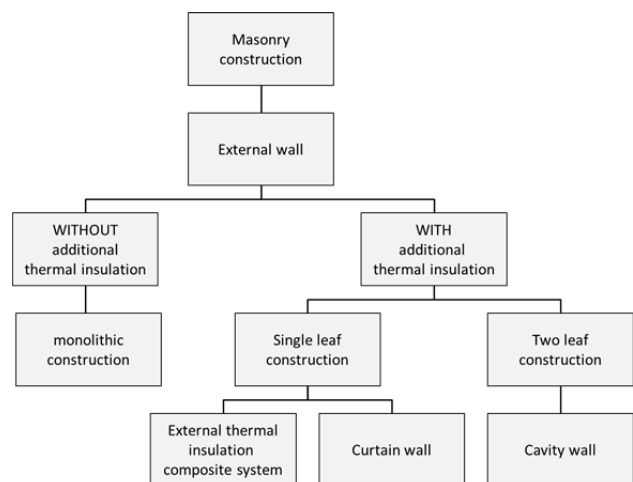 Masonry
construction
External wall
WITHOUT
additional
thermal insulation
WITH
additional
thermal insulation
monolithic
construction
Single leaf
construction
Two leaf
construction
External thermal
insulation
composite system
Curtain wall
Cavity wall